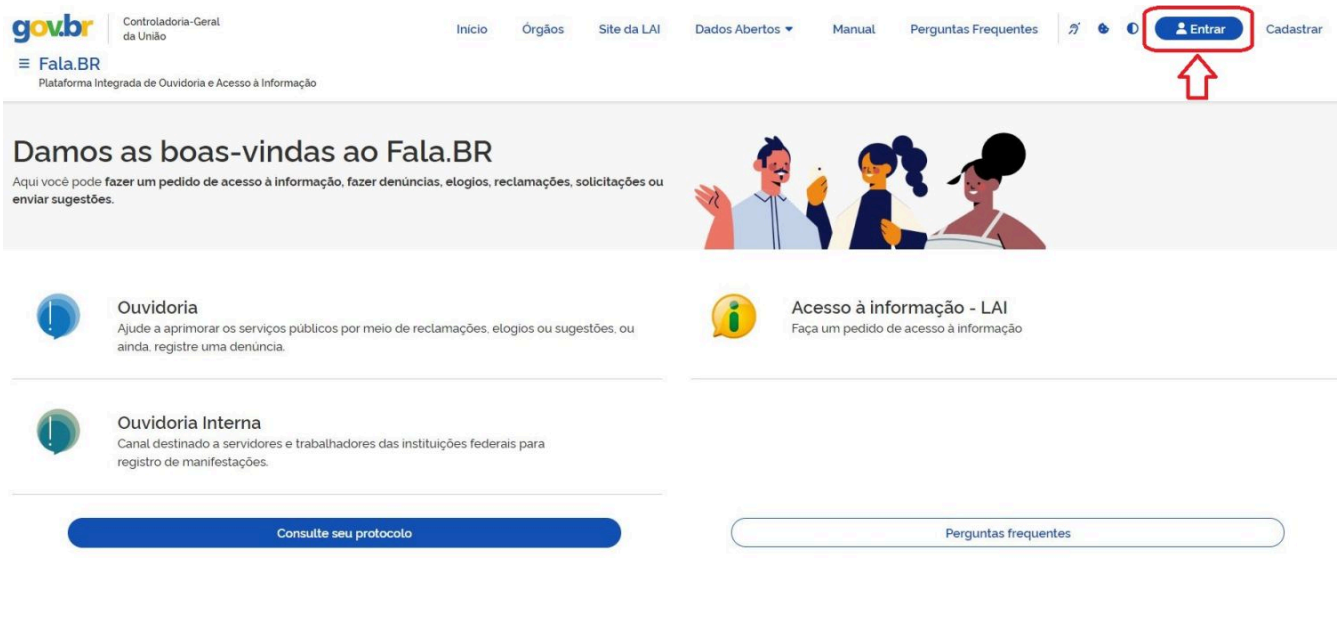 gov.br
Controladoria-Geral
da União
Início
Órgãos
Site da LAI
Dados Abertos
Manual
Perguntas Frequentes
Entrar
Cadastrar
Fala.BR
Plataforma Integrada de Ouvidoria e Acesso à Informação
Damos as boas-vindas ao Fala.BR
Aqui você pode fazer um pedido de acesso à informação, fazer denúncias, elogios, reclamações, solicitações ou
enviar sugestões.
Ouvidoria
Ajude a aprimorar os serviços públicos por meio de reclamações, elogios ou sugestões, ou
ainda, registre uma denúncia.
Acesso à informação - LAI
Faça um pedido de acesso à informação
Ouvidoria Interna
Canal destinado a servidores e trabalhadores das instituições federais para
registro de manifestações.
Consulte seu protocolo
Perguntas frequentes